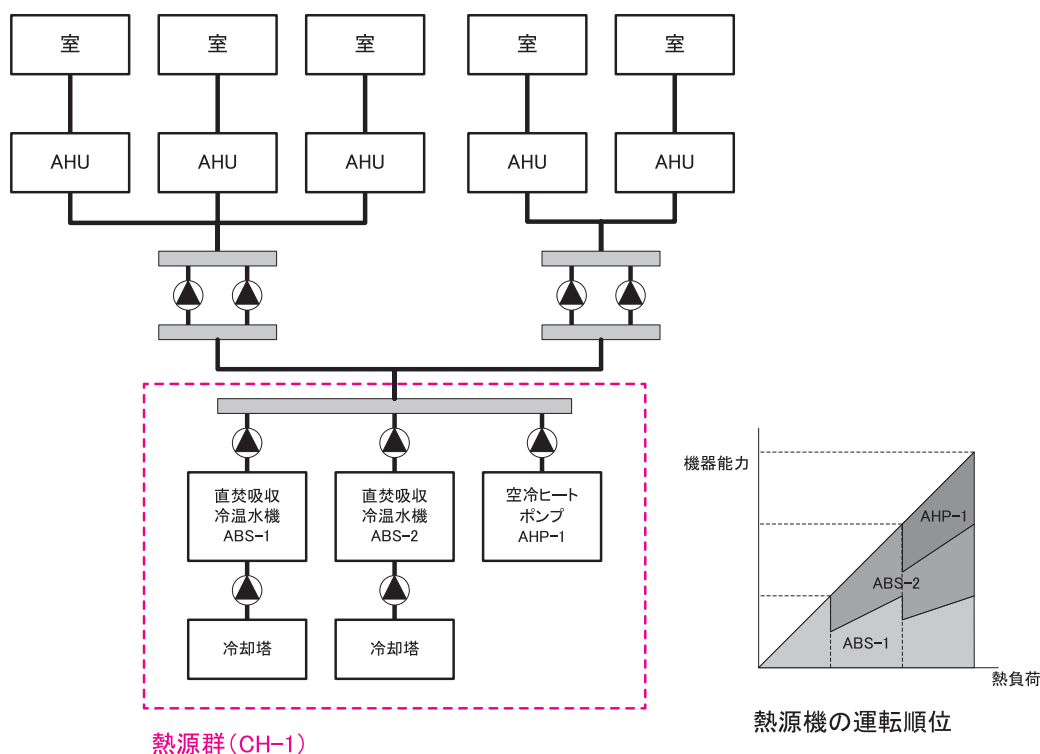 室
室
室
室
室
AHU
AHU
AHU
AHU
AHU
直焚吸収
冷温水機
ABS-1
直焚吸収
冷温水機
ABS-2
空冷ヒート
ポンプ
AHP-1
冷却塔
冷却塔
熱源群(CH-1)
機器能力
AHP-1
ABS-2
ABS-1
熱負荷
熱源機の運転順位